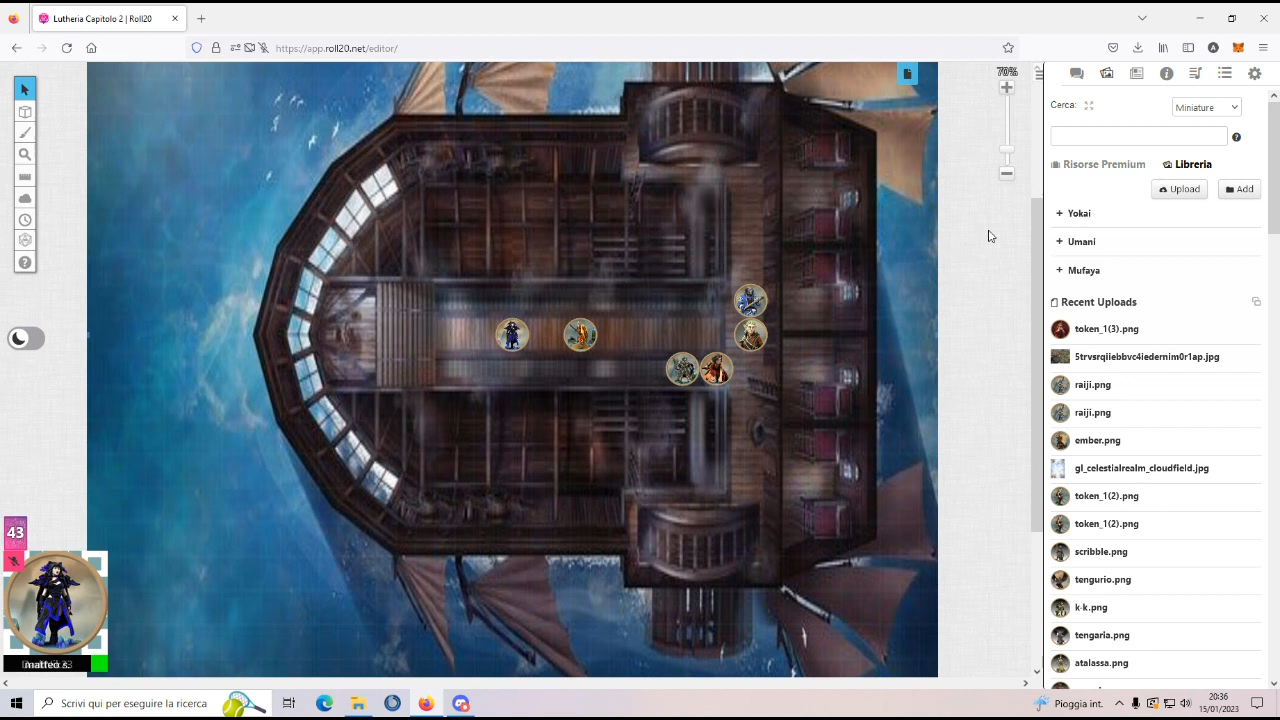 Lutheria Capitolo 2 | Roll20
https://app.roll20.net/editor/
70%
Cerca:
Miniature
Risorse Premium
Libreria
Upload
Add
+ Yokai
+ Umani
+ Mufaya
Recent Uploads
token_1(3).png
5trvsrqiiebbvc4iedernim0r1ap.jpg
raiji.png
raiji.png
ember.png
gl_celestialrealm_cloudfield.jpg
token_1(2).png
token_1(2).png
scribble.png
tengurio.png
k-k.png
tengaria.png
atalassa.png
43
matteo s.
Scrivi qui per eseguire la ricerca
Pioggia int.
20:36
15/01/2023